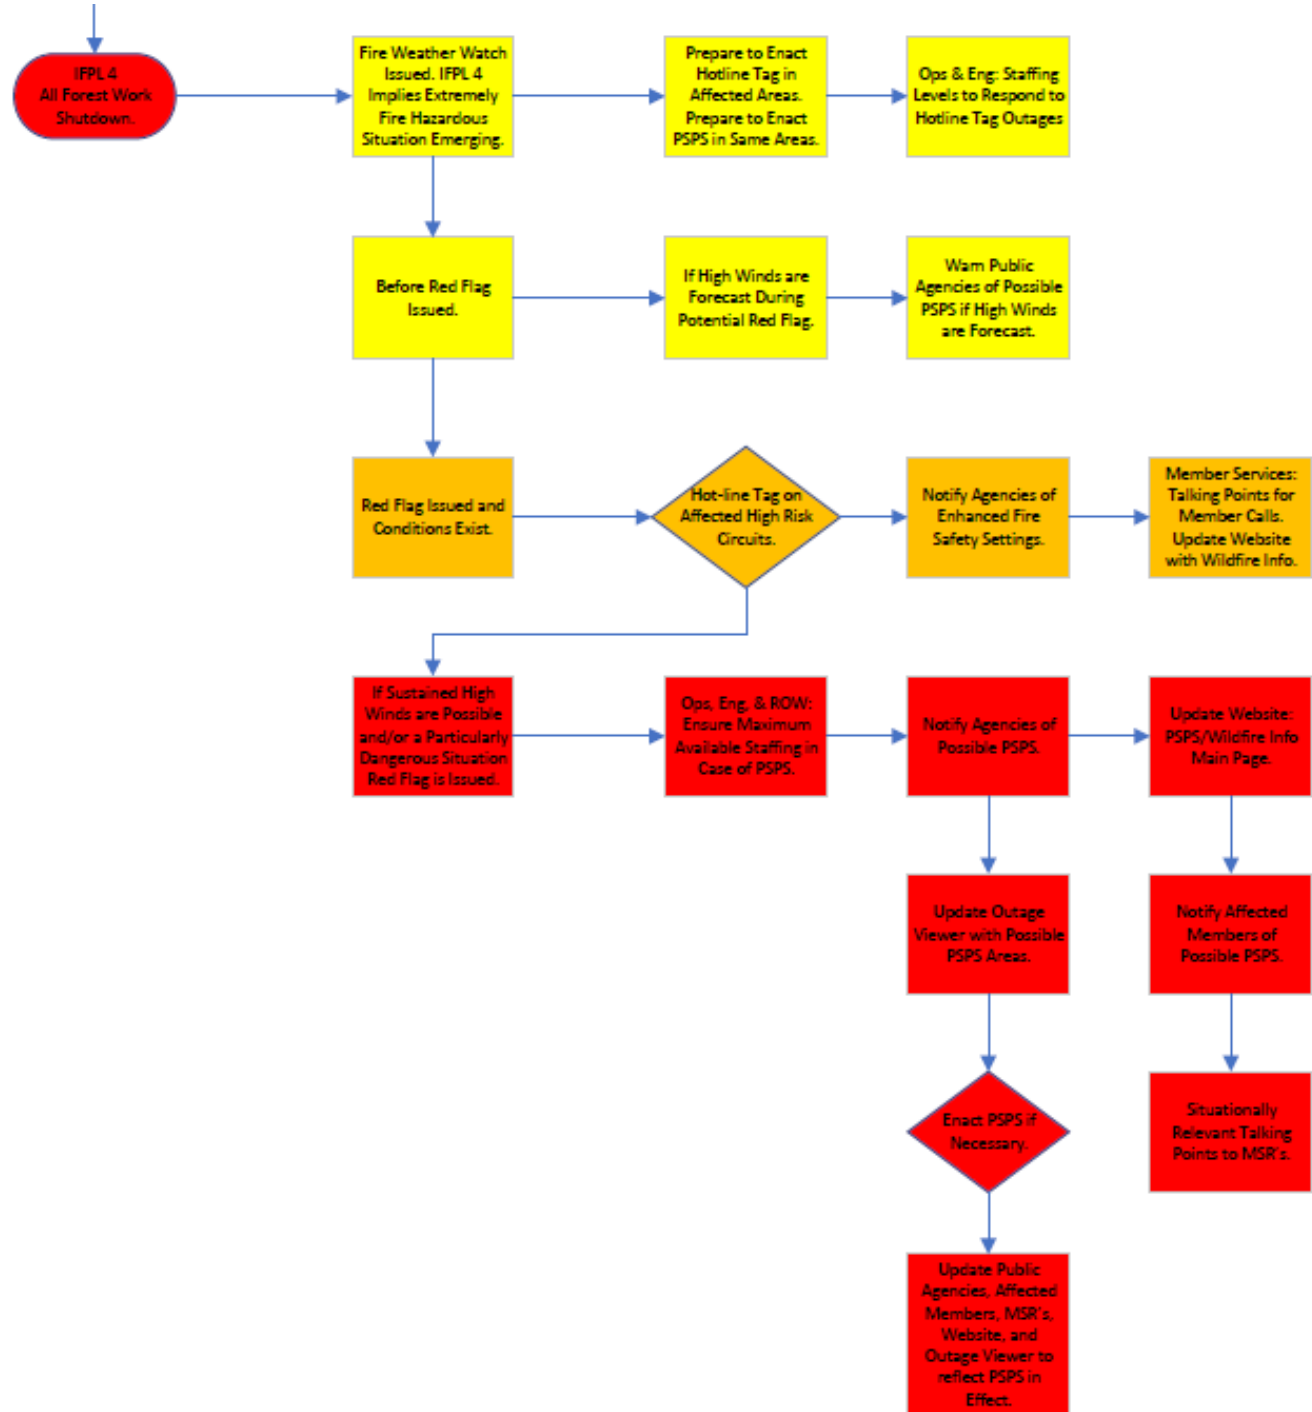 IFPL 4
All Forest Work
Shutdown.
Fire Weather Watch
Issued. IFPL 4
Implies Extremely
Fire Hazardous
Situation Emerging.
Prepare to Enact
Hotline Tag in
Affected Areas.
Prepare to Enact
PSPS in Same Areas.
Ops & Eng: Staffing
Levels to Respond to
Hotline Tag Outages
Before Red Flag
Issued.
If High Winds are
Forecast During
Potential Red Flag.
Warn Public
Agencies of Possible
PSPS if High Winds
are Forecast.
Red Flag Issued and
Conditions Exist.
Hot-line Tag on
Affected High Risk
Circuits.
Notify Agencies of
Enhanced Fire
Safety Settings.
Member Services:
Talking Points for
Member Calls.
Update Website
with Wildfire Info.
If Sustained High
Winds are Possible
and/or a Particularly
Dangerous Situation
Red Flag is Issued.
Ops, Eng, & ROW:
Ensure Maximum
Available Staffing in
Case of PSPS.
Notify Agencies of
Possible PSPS.
Update Website:
PSPS/Wildfire Info
Main Page.
Update Outage
Viewer with Possible
PSPS Areas.
Notify Affected
Members of
Possible PSPS.
Enact PSPS if
Necessary.
Situationally
Relevant Talking
Points to MSR's.
Update Public
Agencies, Affected
Members, MSR's,
Website, and
Outage Viewer to
reflect PSPS in
Effect.